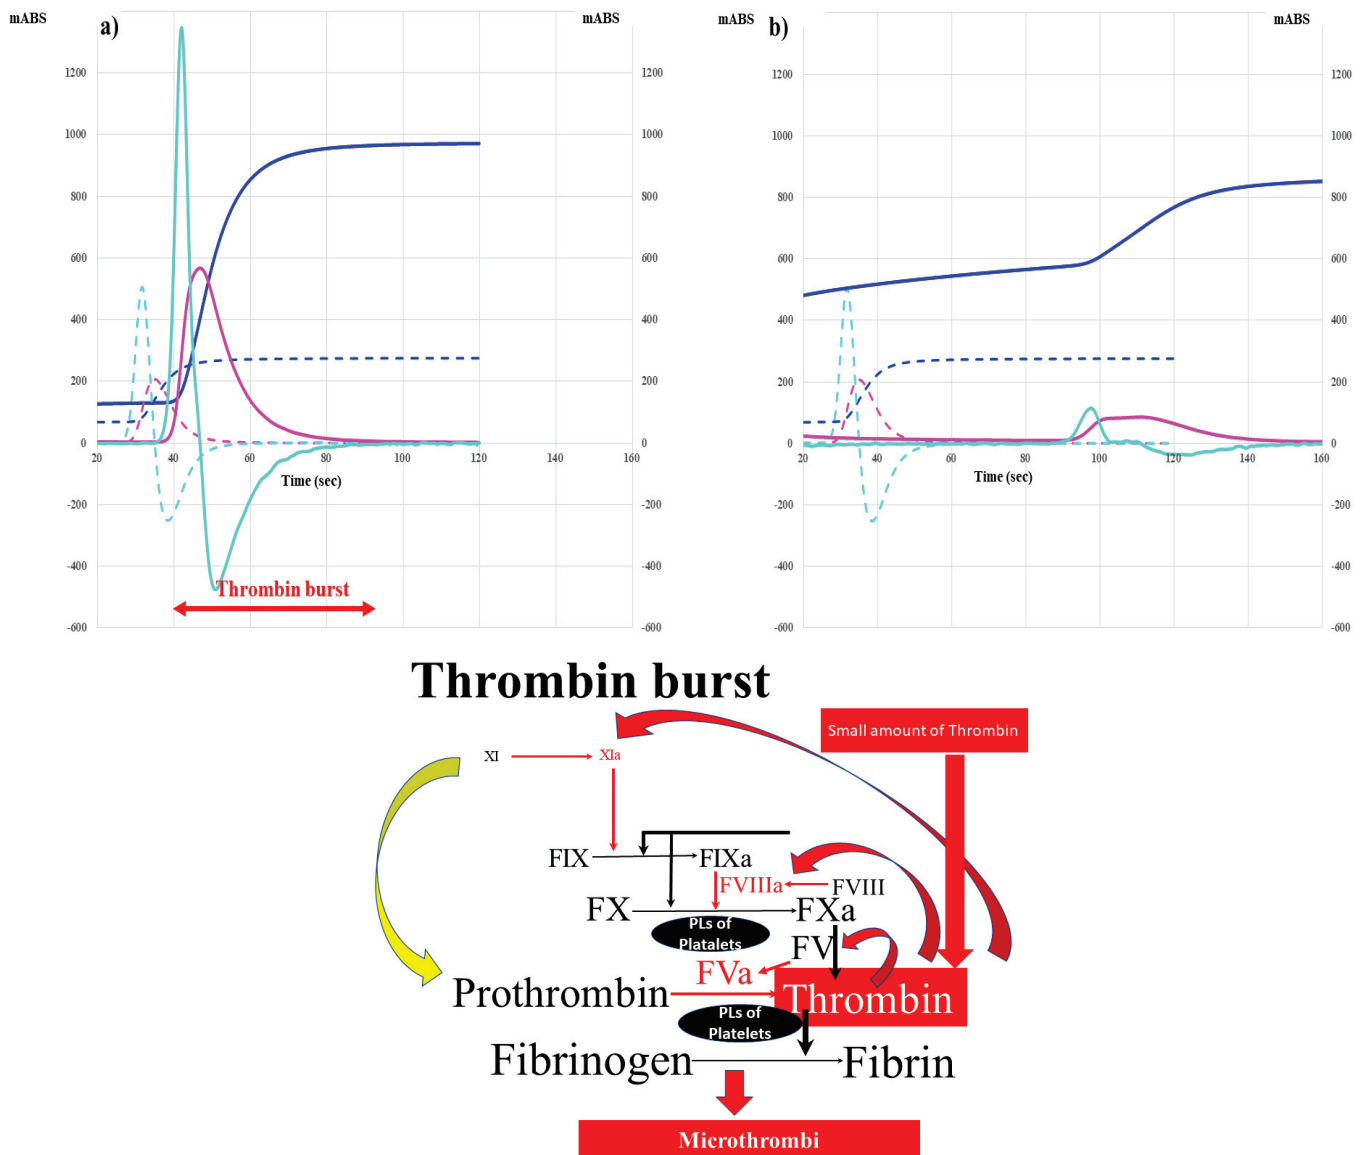 mABS
a)
mABS
1200
1000
800
600
400
200
0
-200
-400
-600
1200
1000
800
600
400
200
0
-200
-400
-600
20 40 60 80 100 120 140 160
Time (sec)
Thrombin burst
mABS
b)
mABS
1200
1000
800
600
400
200
0
-200
-400
-600
1200
1000
800
600
400
200
0
-200
-400
-600
20 40 60 80 100 120 140 160
Time (sec)
Thrombin burst
Small amount of Thrombin
XI XIa
FIX FIXa
FVIIIa FVIII
FX FXa
PLs of
Platelets
FV
FVa
Prothrombin Thrombin
PLs of
Platelets
Fibrinogen Fibrin
Microthrombi